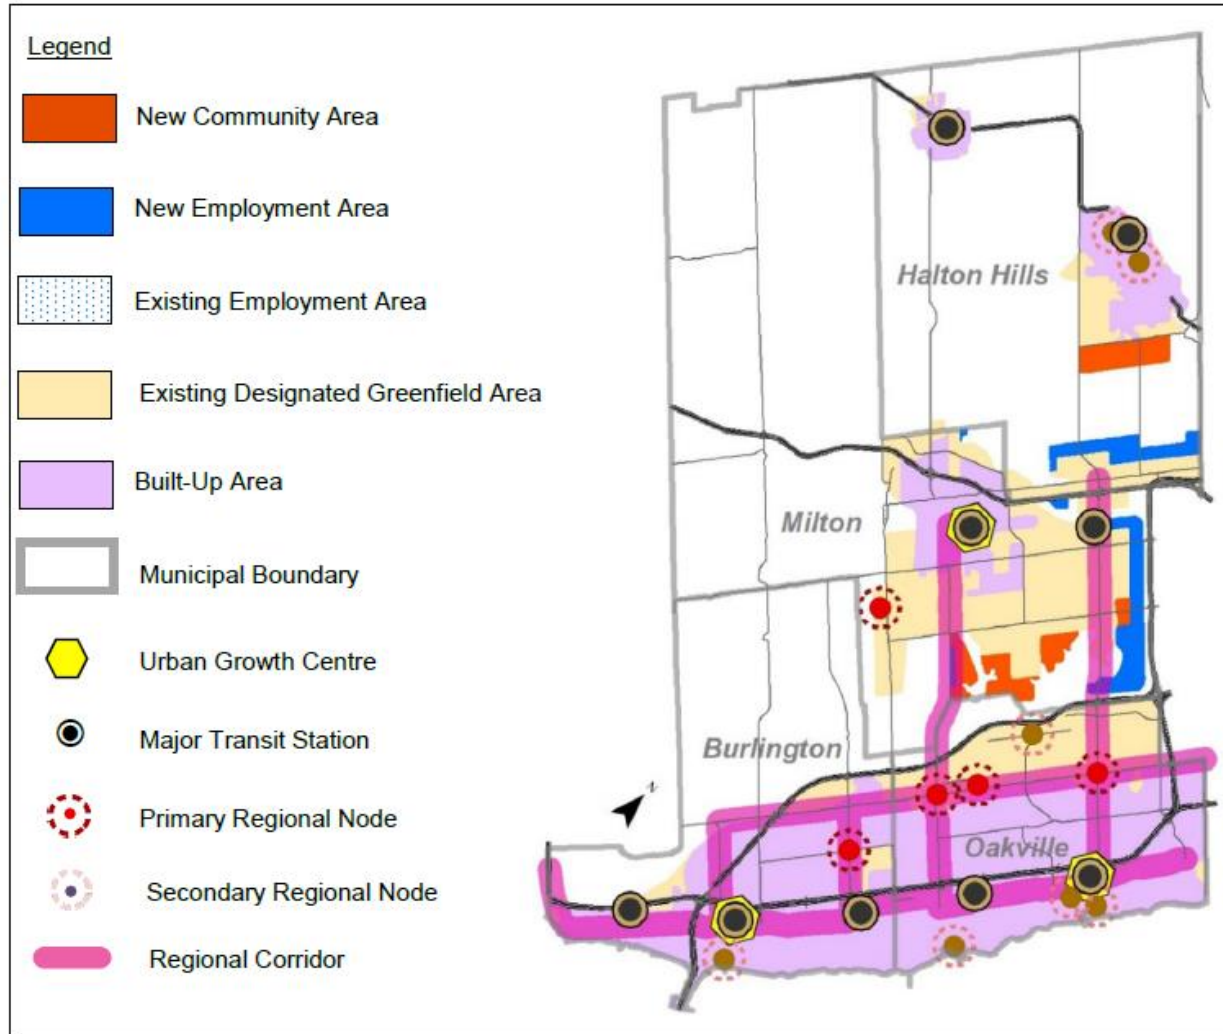 Legend
New Community Area
New Employment Area
Existing Employment Area
Existing Designated Greenfield Area
Built-Up Area
Municipal Boundary
Urban Growth Centre
Major Transit Station
Primary Regional Node
Secondary Regional Node
Regional Corridor
Halton Hills
Milton
Burlington
Oakville
N